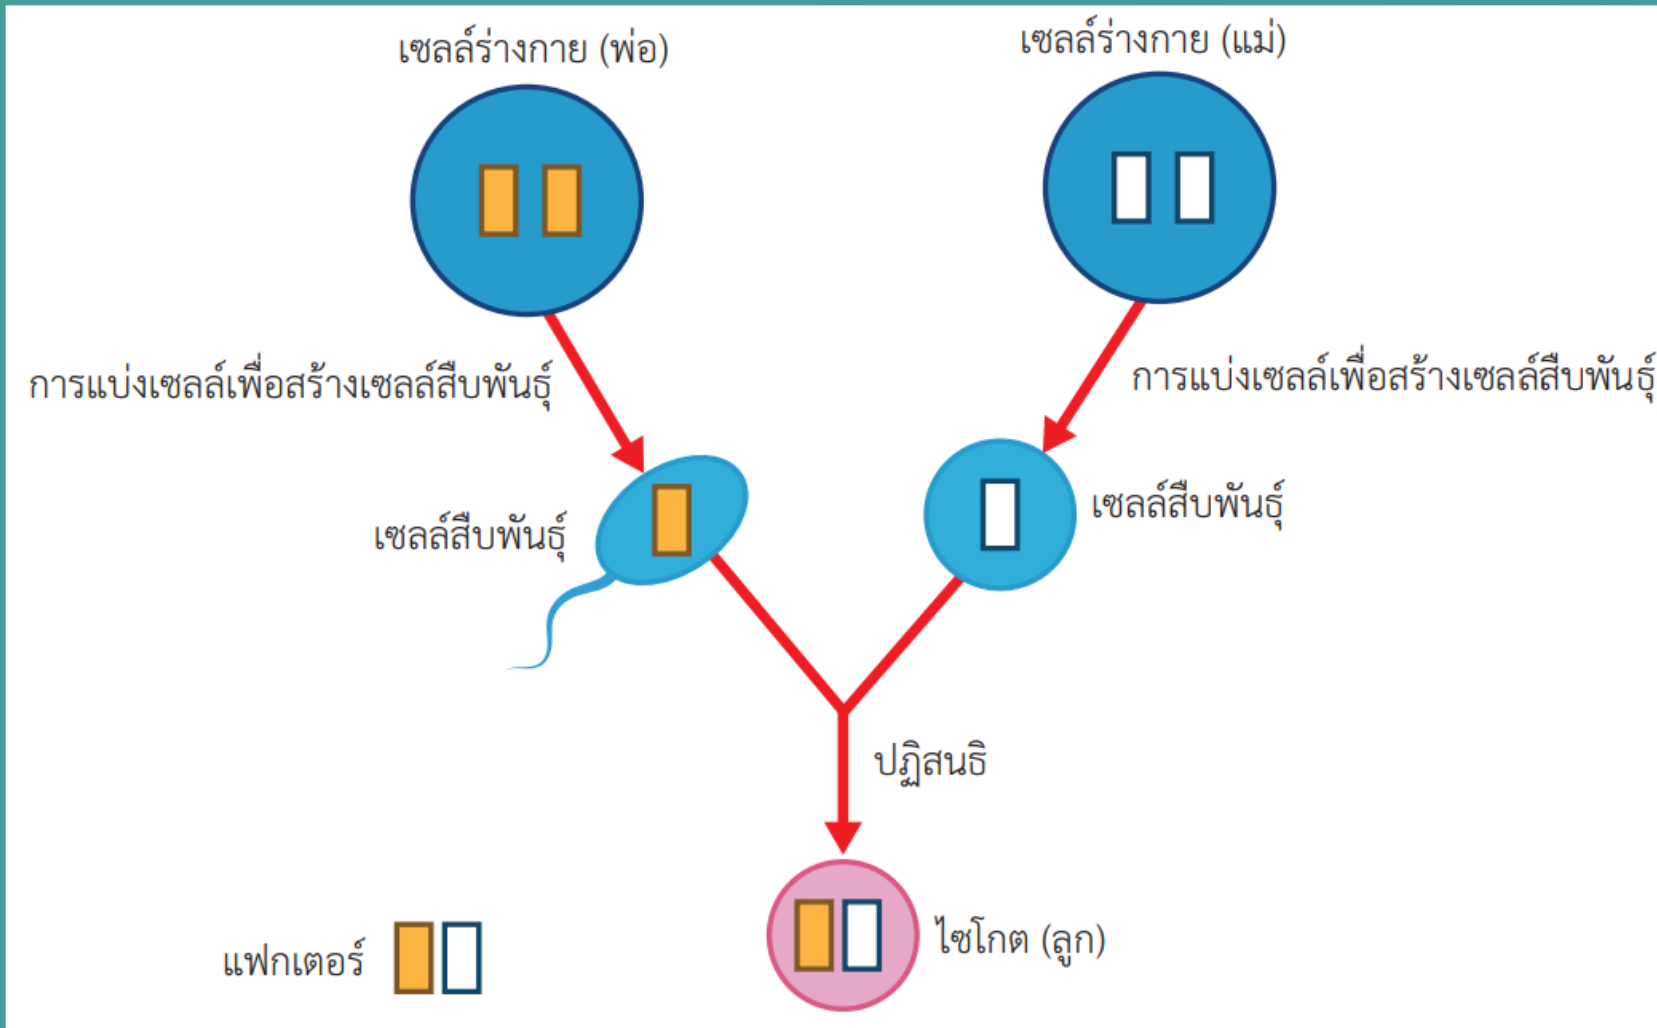 เซลล์ร่างกาย (พ่อ)
เซลล์ร่างกาย (แม่)
การแบ่งเซลล์เพื่อสร้างเซลล์สืบพันธุ์
การแบ่งเซลล์เพื่อสร้างเซลล์สืบพันธุ์
เซลล์สืบพันธุ์
เซลล์สืบพันธุ์
ปฏิสนธิ
ไซโกต (ลูก)
แฟกเตอร์